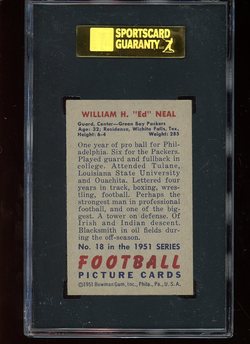 SPORTSCARD
GUARANTY
WILLIAM H. "Ed" NEAL
Guard, Center—Green Bay Packers
Age: 32; Residence, Wichita Falls, Tex.
Height: 6-4 Weight: 285
One year of pro ball for Phi-
ladelphia. Six for the Packers.
Played guard and fullback in
college. Attended Tulane,
Louisiana State University
and Ouachita. Lettered four
years in track, boxing, wres-
tling, football. Perhaps the
strongest man in professional
football, and one of the big-
gest. A tower on defense. Of
Irish and Indian descent.
Blacksmith in oil fields during
the off-season.
No. 18 in the 1951 SERIES
FOOTBALL
PICTURE CARDS
©1951 Bowman Gum, Inc., Phila., Pa., U.S.A.